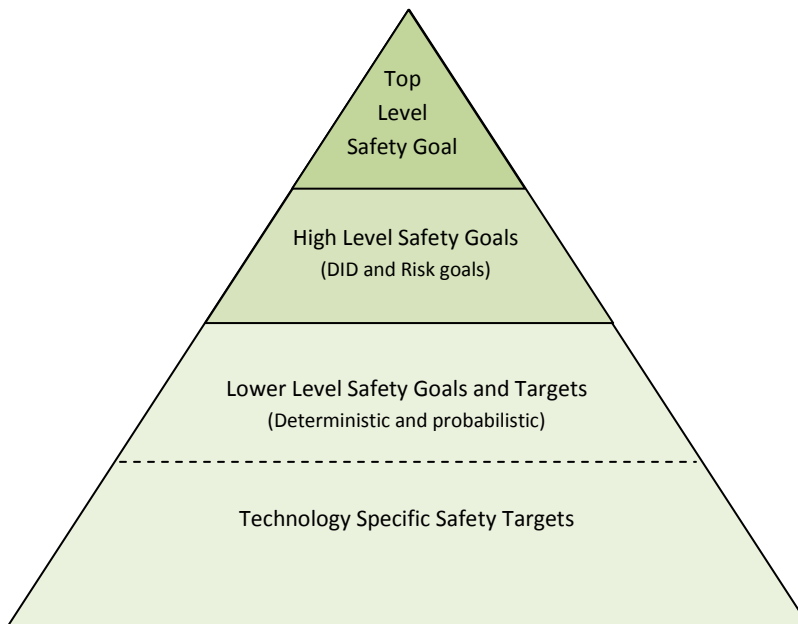 Top
Level
Safety Goal
High Level Safety Goals
(DID and Risk goals)
Lower Level Safety Goals and Targets
(Deterministic and probabilistic)
Technology Specific Safety Targets